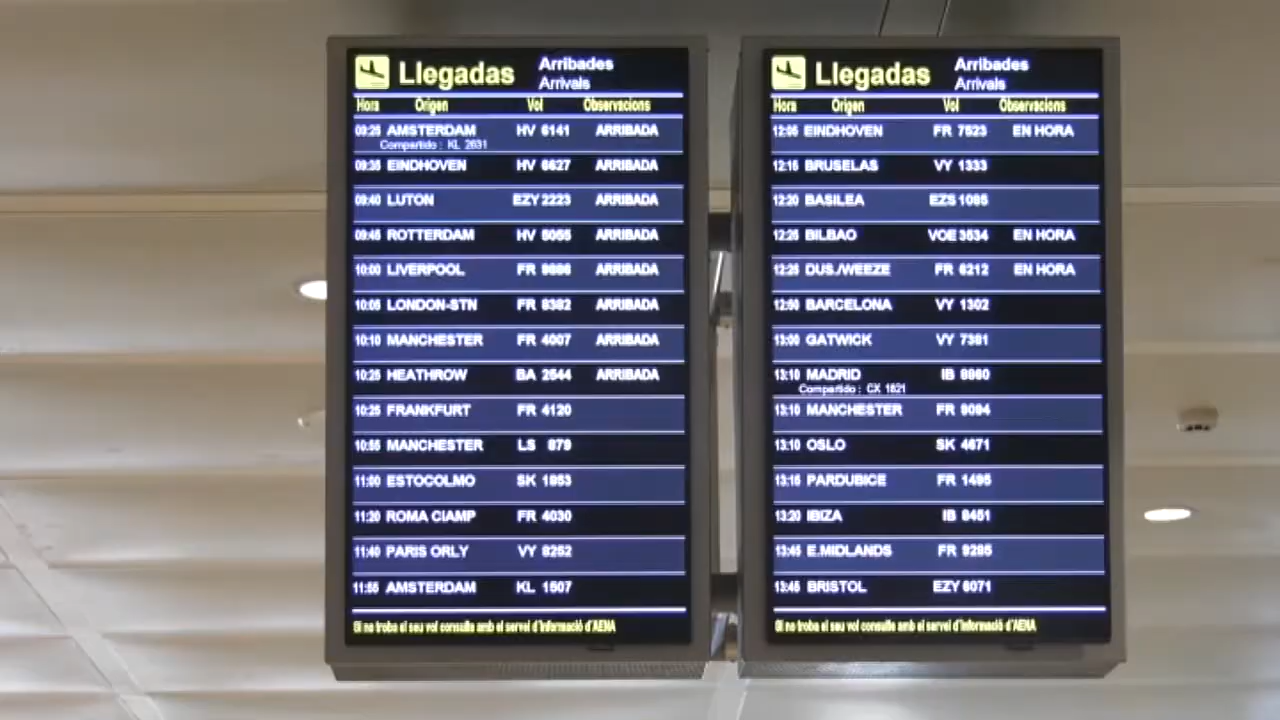 Llegadas Arribades
Arrivals
Hora Origen Vol Observacions
09:25 AMSTERDAM HV 6141 ARRIBADA
Compartido : KL 2631
09:35 EINDHOVEN HV 6627 ARRIBADA
09:40 LUTON EZY 2223 ARRIBADA
09:45 ROTTERDAM HV 5055 ARRIBADA
10:00 LIVERPOOL FR ARRIBADA
10:05 LONDON-STN FR 8382 ARRIBADA
10:10 MANCHESTER FR 4007 ARRIBADA
10:25 HEATHROW BA 2644 ARRIBADA
10:25 FRANKFURT FR 4120
10:55 MANCHESTER LS 879
11:00 ESTOCOLMO SK 1853
11:20 ROMA CIAMP FR 4030
11:40 PARIS ORLY VY 8252
11:55 AMSTERDAM KL 1507
Si no troba el seu vol consulte amb el servei d'Informació d'AENA
Llegadas Arribades
Arrivals
Hora Origen Vol Observacions
12:05 EINDHOVEN FR 7523 EN HORA
12:15 BRUSELAS VY 1333
12:20 BASILEA EZS 1085
12:25 BILBAO VOE 3534 EN HORA
12:25 DUS./WEEZE FR 6212 EN HORA
12:50 BARCELONA VY 1302
13:00 GATWICK VY 7381
13:10 MADRID IB
Compartido : CX 1821
13:10 MANCHESTER FR 9094
13:10 OSLO SK 4671
13:15 PARDUBICE FR 1495
13:20 IBIZA IB 8451
13:45 E.MIDLANDS FR 9285
13:45 BRISTOL EZY 6071
Si no troba el seu vol consulte amb el servei d'Informació d'AENA